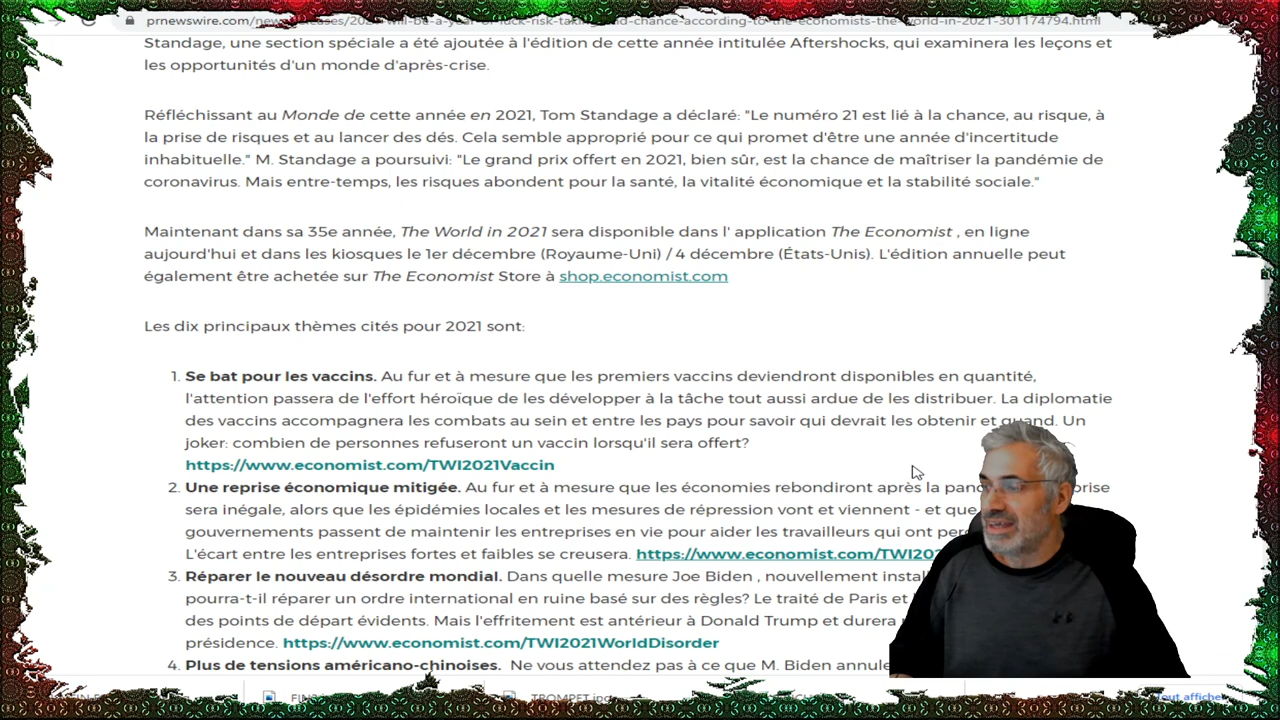 prnewswire.com/
Standage, une section spéciale a été ajoutée à l'édition de cette année intitulée Aftershocks, qui examinera les leçons et
les opportunités d'un monde d'après-crise.
Réfléchissant au Monde de cette année en 2021, Tom Standage a déclaré: "Le numéro 21 est lié à la chance, au risque, à
la prise de risques et au lancer des dés. Cela semble approprié pour ce qui promet d'être une année d'incertitude
inhabituelle." M. Standage a poursuivi: "Le grand prix offert en 2021, bien sûr, est la chance de maîtriser la pandémie de
coronavirus. Mais entre-temps, les risques abondent pour la santé, la vitalité économique et la stabilité sociale."
Maintenant dans sa 35e année, The World in 2021 sera disponible dans l' application The Economist , en ligne
aujourd'hui et dans les kiosques le 1er décembre (Royaume-Uni) / 4 décembre (États-Unis). L'édition annuelle peut
également être achetée sur The Economist Store à shop.economist.com
Les dix principaux thèmes cités pour 2021 sont:
1. Se bat pour les vaccins. Au fur et à mesure que les premiers vaccins deviendront disponibles en quantité,
l'attention passera de l'effort héroïque de les développer à la tâche tout aussi ardue de les distribuer. La diplomatie
des vaccins accompagnera les combats au sein et entre les pays pour savoir qui devrait les obtenir et quand. Un
joker: combien de personnes refuseront un vaccin lorsqu'il sera offert?
https://www.economist.com/TWI2021Vaccin
2. Une reprise économique mitigée. Au fur et à mesure que les économies rebondiront après la
sera inégale, alors que les épidémies locales et les mesures de répression vont et viennent - et que
gouvernements passent de maintenir les entreprises en vie pour aider les travailleurs qui ont
L'écart entre les entreprises fortes et faibles se creusera. https://www.economist.com/TWI202
3. Réparer le nouveau désordre mondial. Dans quelle mesure Joe Biden , nouvellement
pourra-t-il réparer un ordre international en ruine basé sur des règles? Le traité de Paris et
des points de départ évidents. Mais l'effritement est antérieur à Donald Trump et durera
présidence. https://www.economist.com/TWI2021WorldDisorder
4. Plus de tensions américano-chinoises. Ne vous attendez pas à ce que M. Biden